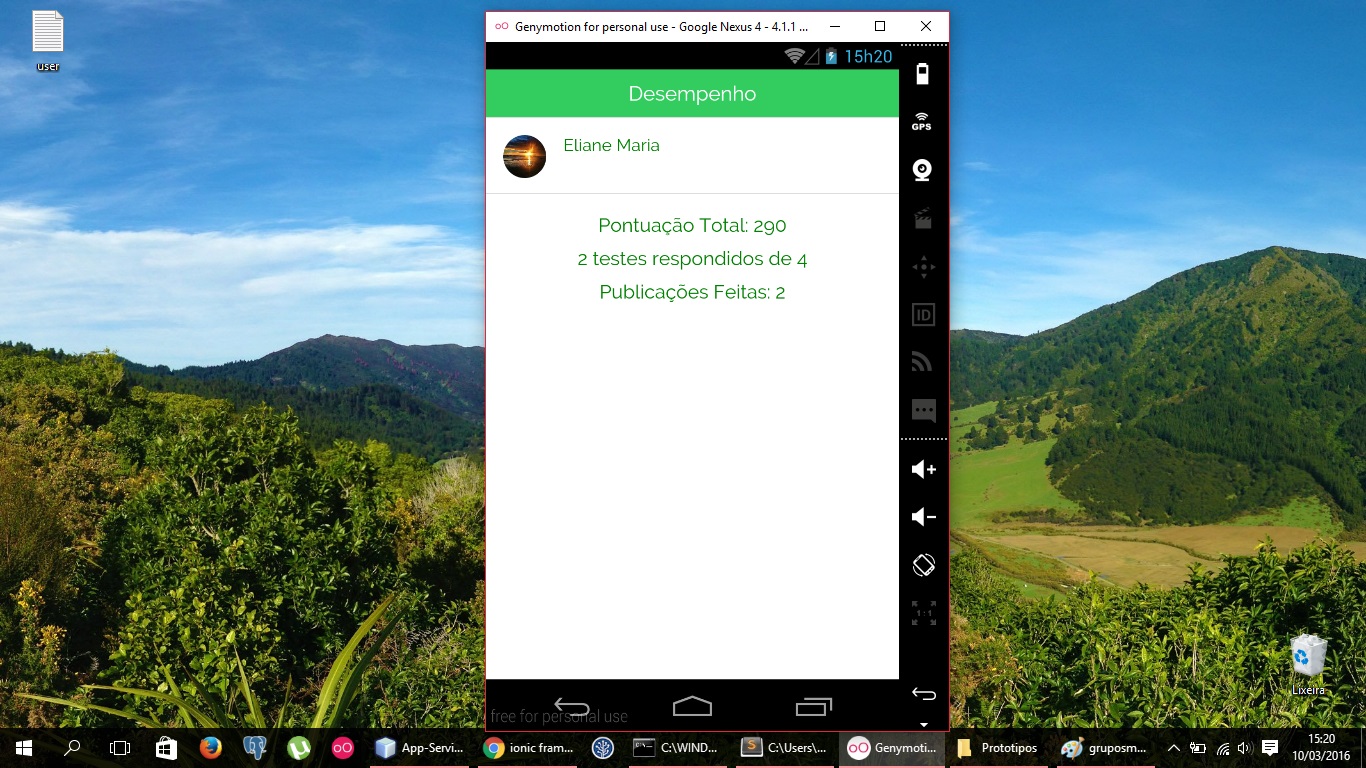 user
Genymotion for personal use - Google Nexus 4 - 4.1.1 ...
15h20
Desempenho
GPS
Eliane Maria
Pontuação Total: 290
2 testes respondidos de 4
Publicações Feitas: 2
ID
1:1
Lixeira
free for personal use
App-Servi...
ionic fram...
C:\WIND...
C:\Users\...
Genymoti...
Prototipos
gruposm...
15:20
10/03/2016